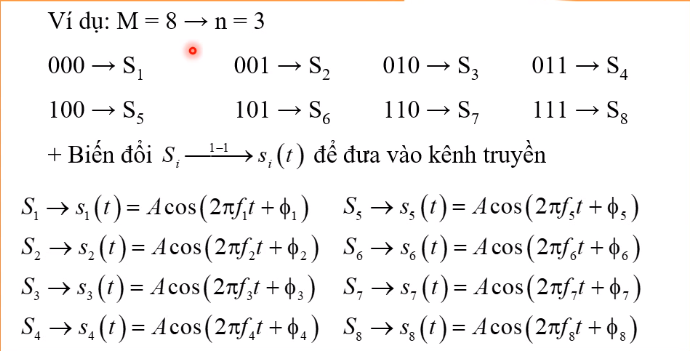 Ví dụ: M = 8 → n = 3
000 → S₁ 001 → S₂ 010 → S₃ 011 → S₄
100 → S₅ 101 → S₆ 110 → S₇ 111 → S₈
+ Biến đổi Sᵢ ⎯1−1→ sᵢ(t) để đưa vào kênh truyền
S₁ → s₁(t) = A cos(2πf₁t + ϕ₁) S₅ → s₅(t) = A cos(2πf₅t + ϕ₅)
S₂ → s₂(t) = A cos(2πf₂t + ϕ₂) S₆ → s₆(t) = A cos(2πf₆t + ϕ₆)
S₃ → s₃(t) = A cos(2πf₃t + ϕ₃) S₇ → s₇(t) = A cos(2πf₇t + ϕ₇)
S₄ → s₄(t) = A cos(2πf₄t + ϕ₄) S₈ → s₈(t) = A cos(2πf₈t + ϕ₈)